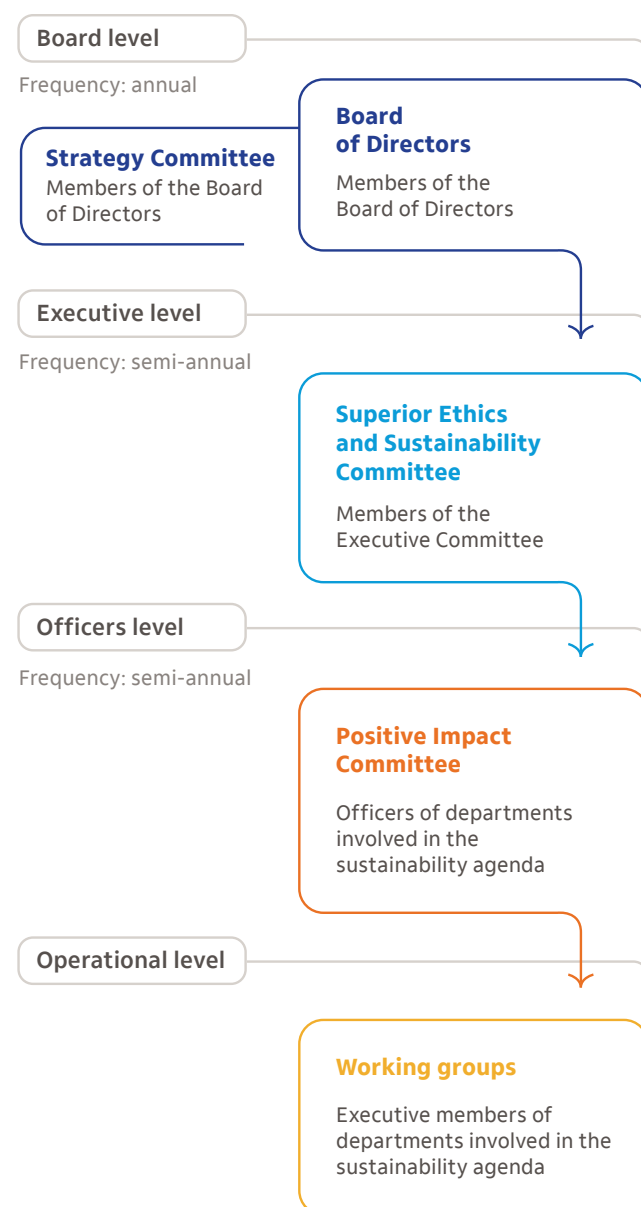 Board level
Frequency: annual
Strategy Committee
Members of the Board
of Directors
Board
of Directors
Members of the
Board of Directors
Executive level
Frequency: semi-annual
Superior Ethics
and Sustainability
Committee
Members of the
Executive Committee
Officers level
Frequency: semi-annual
Positive Impact
Committee
Officers of departments
involved in the
sustainability agenda
Operational level
Working groups
Executive members of
departments involved in the
sustainability agenda